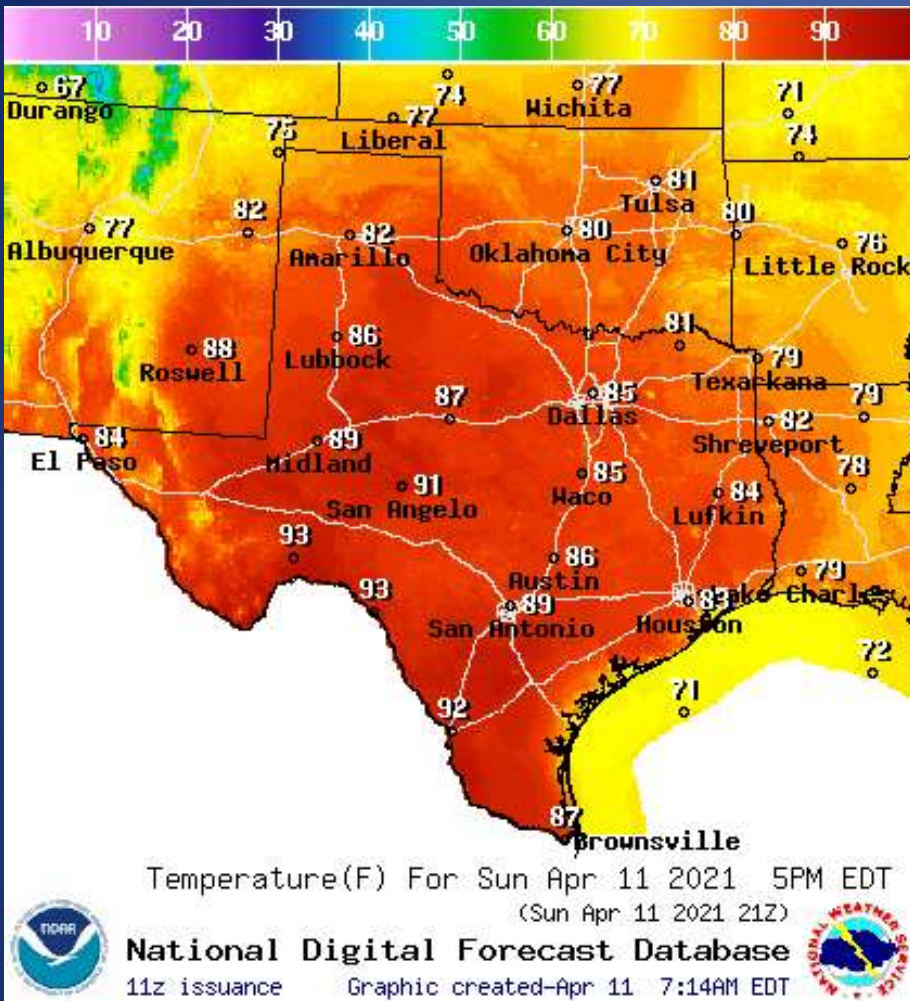 10 20 30 40 50 60 70 80 90
67
Durango
74
77
Wichita
71
77
Liberal
75
74
81
Tulsa
77
Albuquerque
82
82
Amarillo
80
Oklahoma City
80
76
Little Rock
88
Roswell
86
Lubbock
81
79
Texarkana
87
85
Dallas
82
Shreveport
79
84
El Paso
89
Midland
91
San Angelo
85
Waco
84
Lufkin
78
93
93
86
Austin
79
Lake Charles
89
San Antonio
83
Houston
72
71
92
87
Brownsville
Temperature(F) For Sun Apr 11 2021 5PM EDT
(Sun Apr 11 2021 21Z)
NOAA
National Digital Forecast Database
11z issuance Graphic created-Apr 11 7:14AM EDT
NATIONAL WEATHER SERVICE